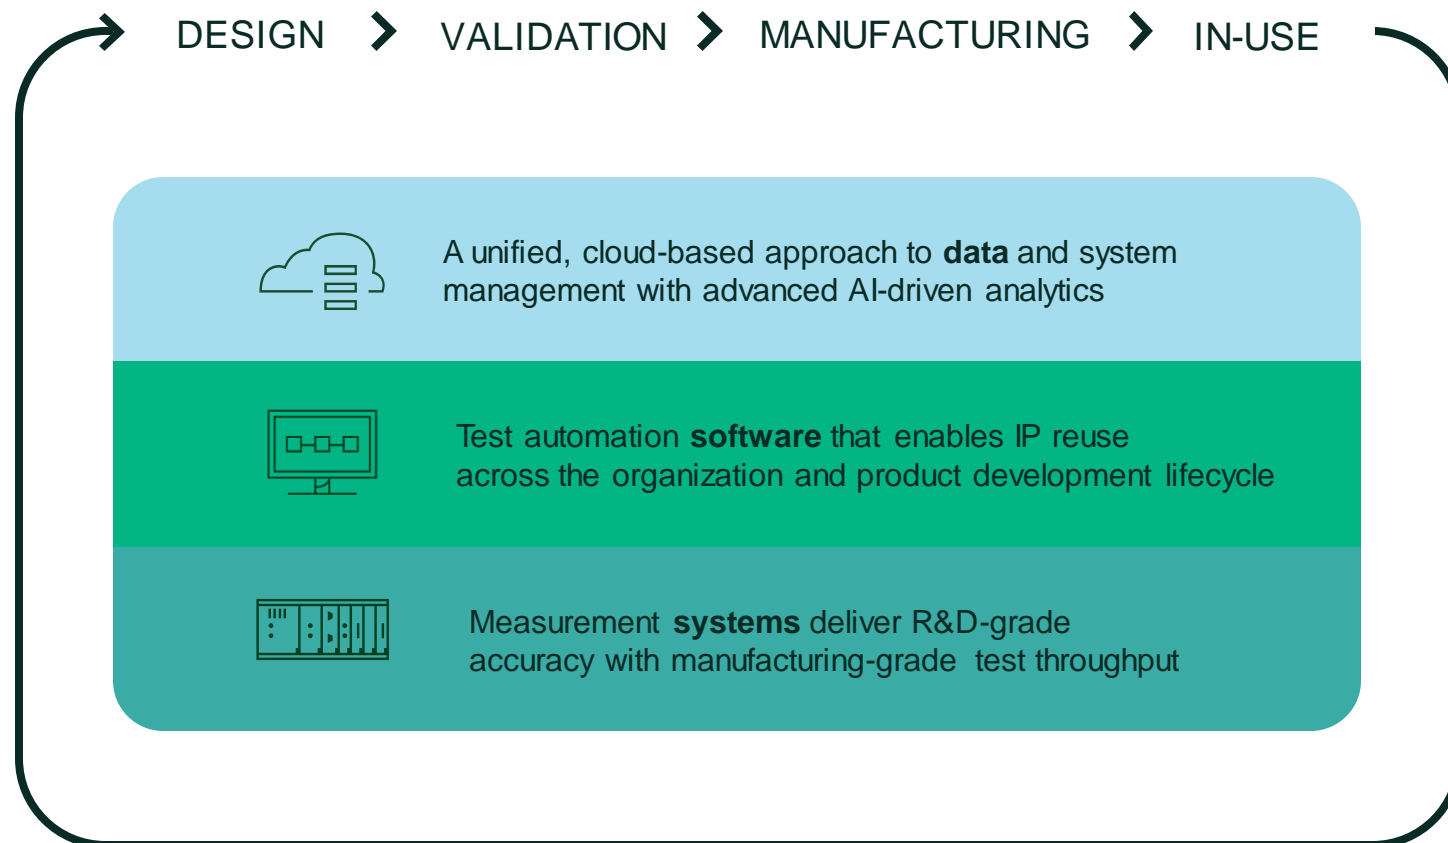 DESIGN VALIDATION MANUFACTURING IN-USE
A unified, cloud-based approach to data and system
management with advanced AI-driven analytics
Test automation software that enables IP reuse
across the organization and product development lifecycle
Measurement systems deliver R&D-grade
accuracy with manufacturing-grade test throughput